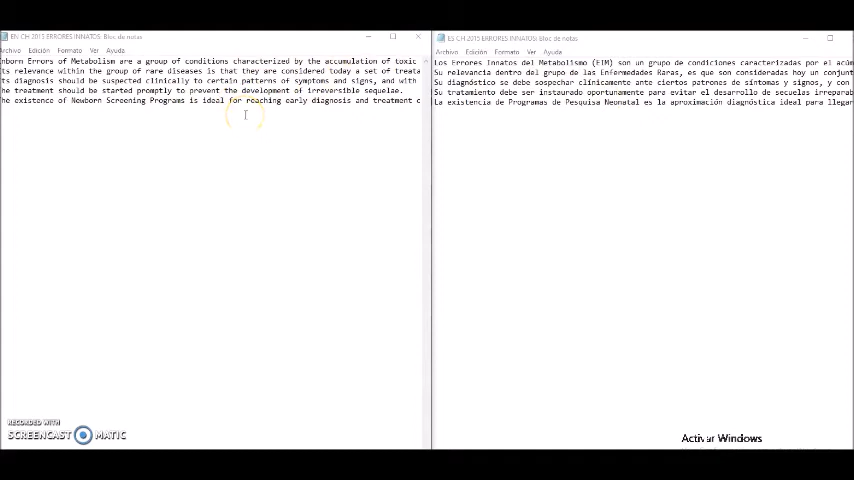 EN CH 2015 ERRORES INNATOS: Bloc de notas
Archivo Edición Formato Ver Ayuda
nborn Errors of Metabolism are a group of conditions characterized by the accumulation of toxic
ts relevance within the group of rare diseases is that they are considered today a set of treata
ts diagnosis should be suspected clinically to certain patterns of symptoms and signs, and with
he treatment should be started promptly to prevent the development of irreversible sequelae.
he existence of Newborn Screening Programs is ideal for reaching early diagnosis and treatment c
ES CH 2015 ERRORES INNATOS: Bloc de notas
Archivo Edición Formato Ver Ayuda
Los Errores Innatos del Metabolismo (EIM) son un grupo de condiciones caracterizadas por el acúm
Su relevancia dentro del grupo de las Enfermedades Raras, es que son consideradas hoy un conjunt
Su diagnóstico se debe sospechar clínicamente ante ciertos patrones de síntomas y signos, y con
Su tratamiento debe ser instaurado oportunamente para evitar el desarrollo de secuelas irreparab
La existencia de Programas de Pesquisa Neonatal es la aproximación diagnóstica ideal para llegar
RECORDED WITH
SCREENCAST MATIC
Activar Windows